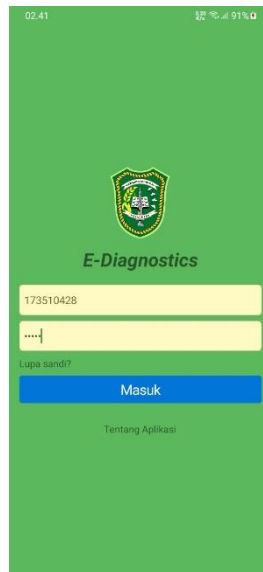 02.41
91%
E-Diagnostics
173510428
•••••
Lupa sandi?
Masuk
Tentang Aplikasi